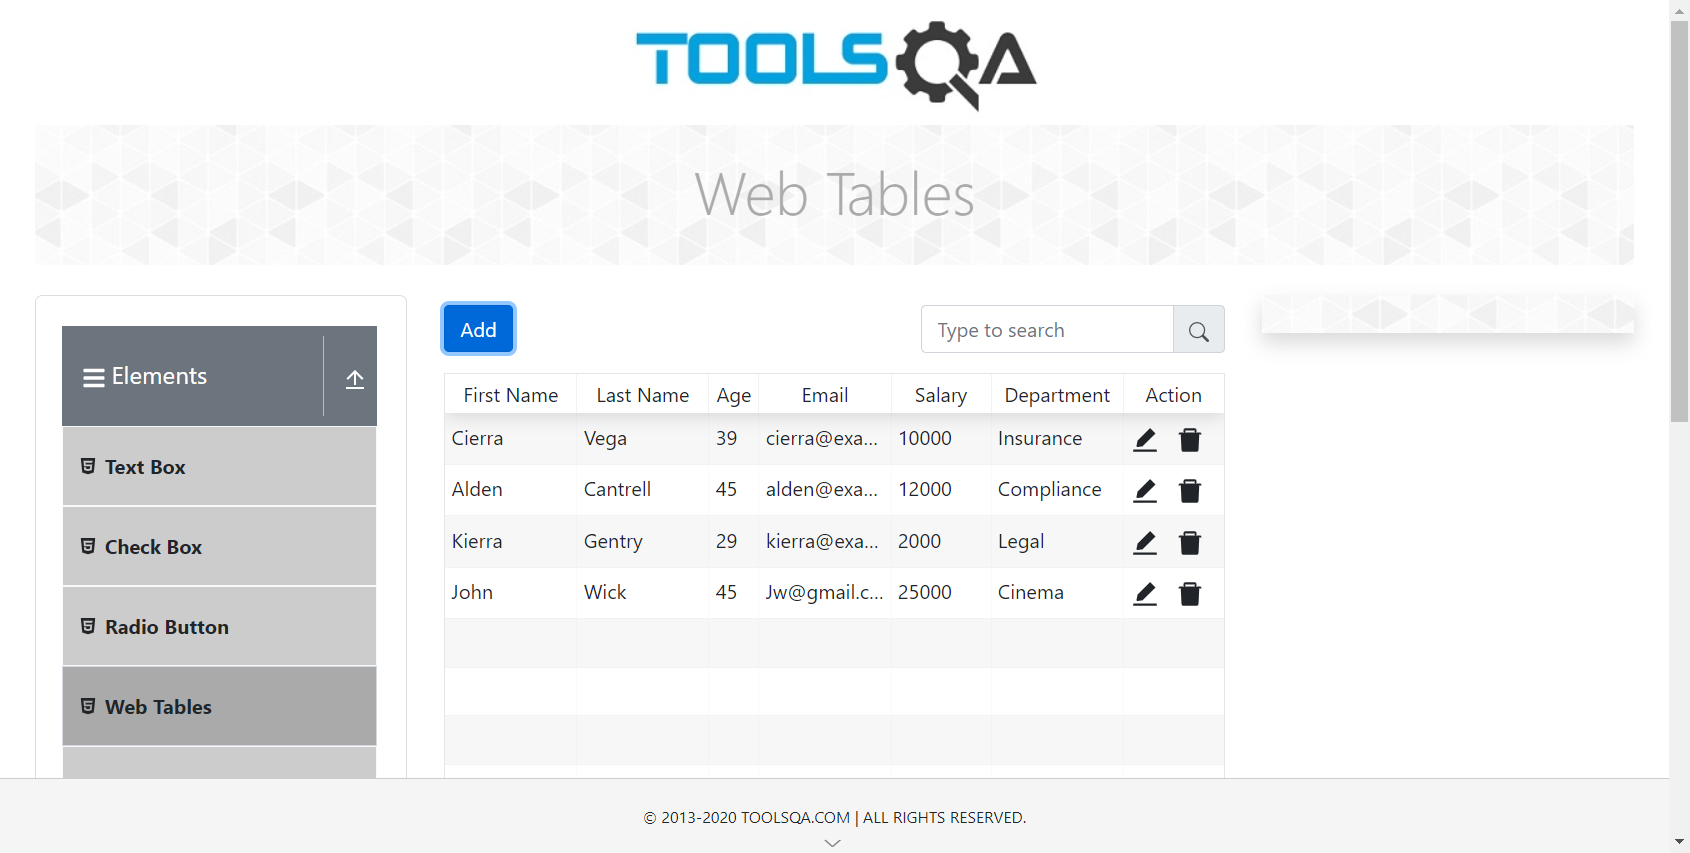 TOOLSQA
Web Tables
Elements
Text Box
Check Box
Radio Button
Web Tables
Add
Type to search
First Name Last Name Age Email Salary Department Action
Cierra Vega 39 cierra@exa... 10000 Insurance
Alden Cantrell 45 alden@exa... 12000 Compliance
Kierra Gentry 29 kierra@exa... 2000 Legal
John Wick 45 Jw@gmail.c... 25000 Cinema
© 2013-2020 TOOLSQA.COM | ALL RIGHTS RESERVED.